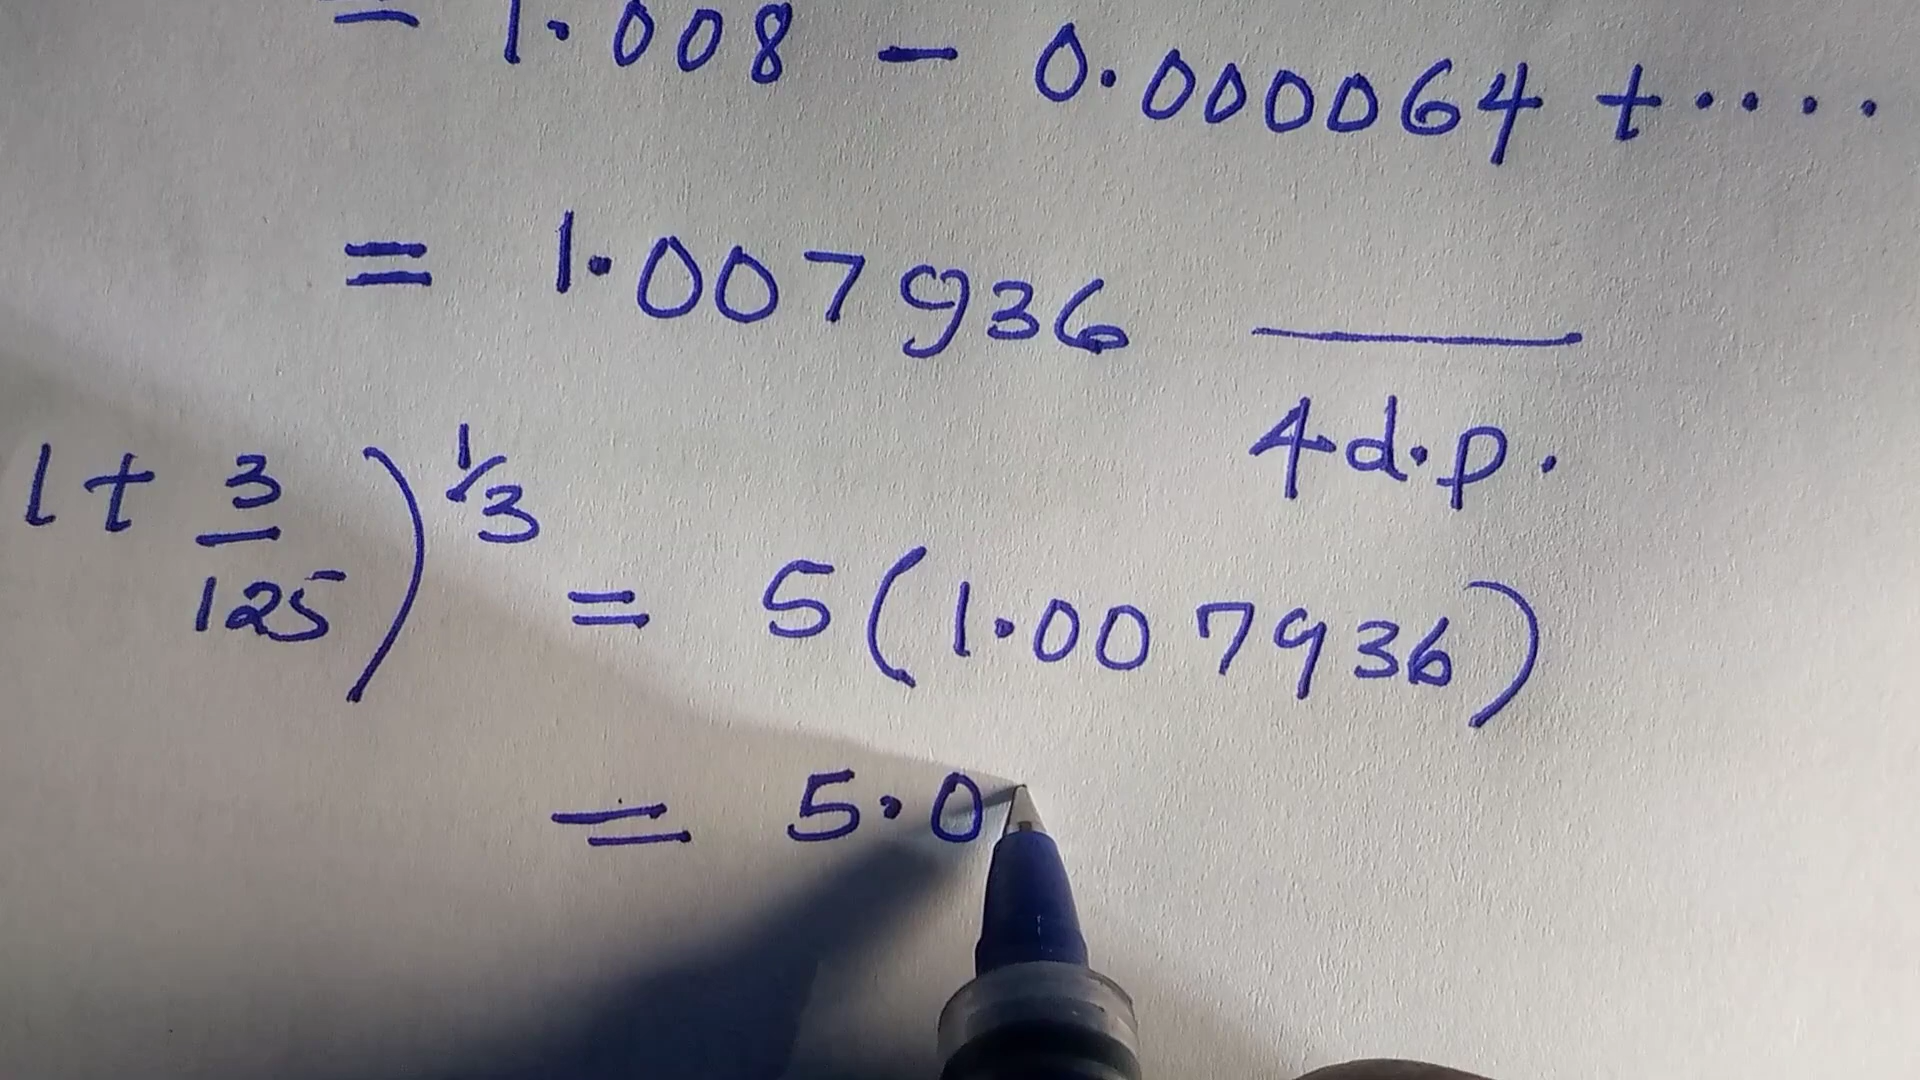 = 1.008 - 0.000064 + ....
= 1.007936
4 d.p.
1 + 3/125)^1/3 = 5(1.007936)
= 5.0